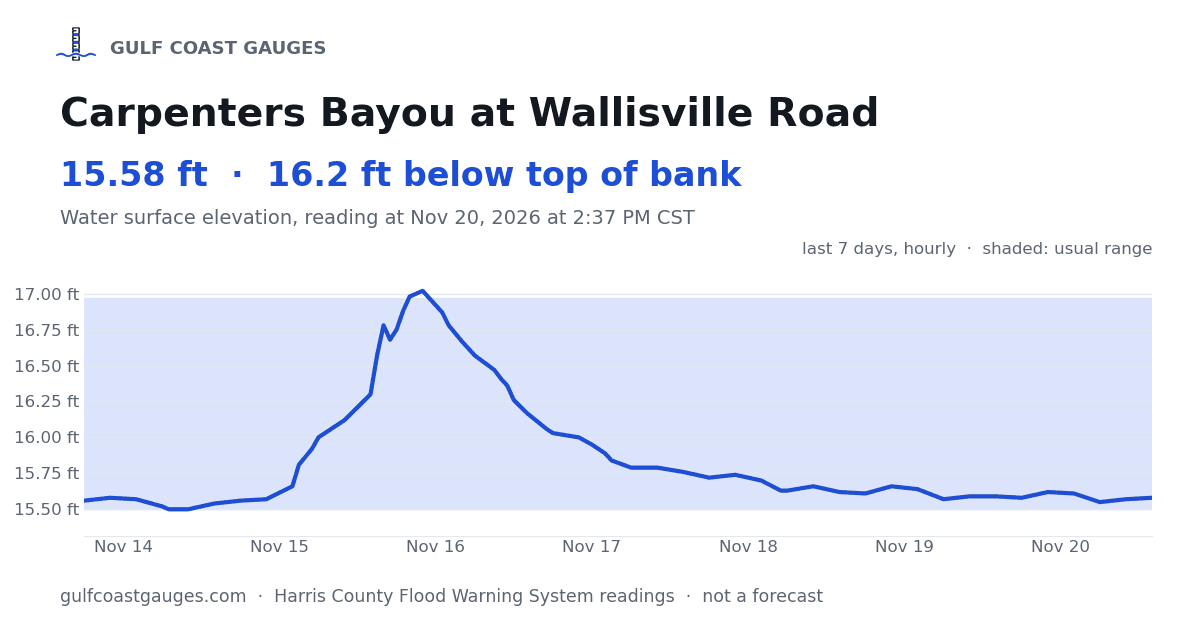 GULF COAST GAUGES
Carpenters Bayou at Wallisville Road
15.58 ft · 16.2 ft below top of bank
Water surface elevation, reading at Nov 20, 2026 at 2:37 PM CST
last 7 days, hourly · shaded: usual range
17.00 ft
16.75 ft
16.50 ft
16.25 ft
16.00 ft
15.75 ft
15.50 ft
Nov 14 Nov 15 Nov 16 Nov 17 Nov 18 Nov 19 Nov 20
gulfcoastgauges.com · Harris County Flood Warning System readings · not a forecast